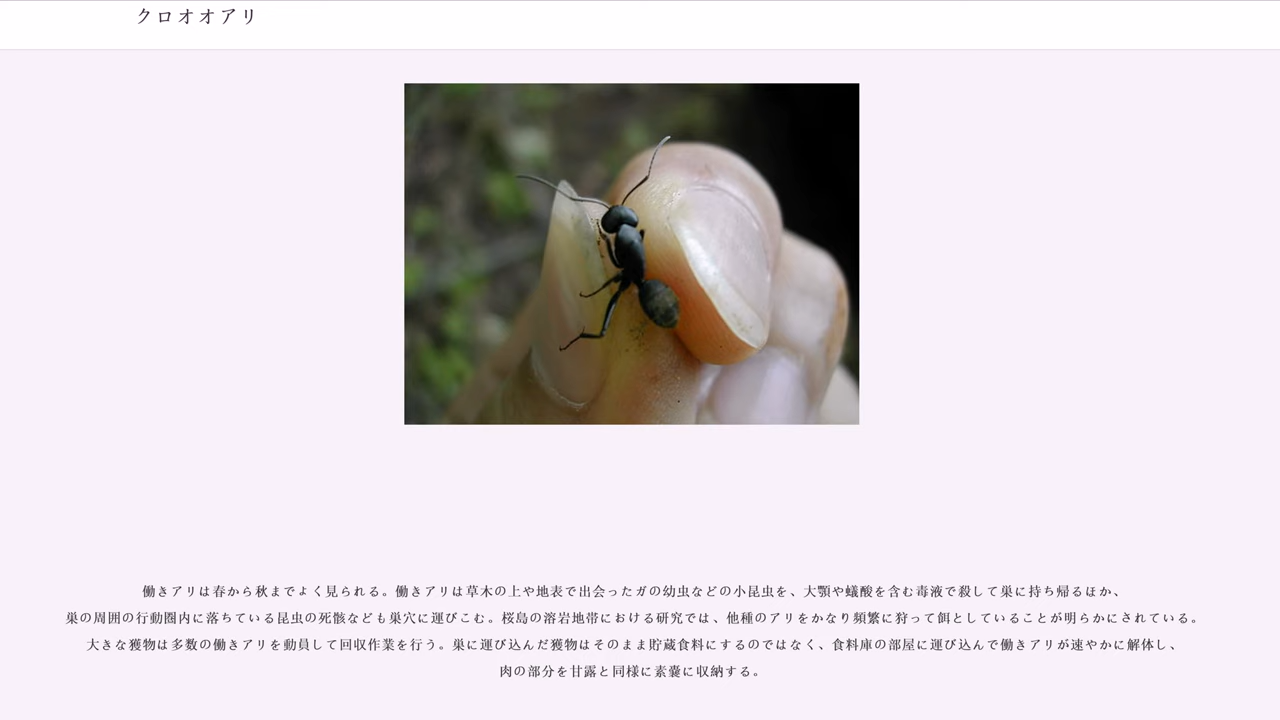 クロオオアリ
働きアリは春から秋までよく見られる。働きアリは草木の上や地表で出会ったガの幼虫などの小昆虫を、大顎や蟻酸を含む毒液で殺して巣に持ち帰るほか、
巣の周囲の行動圏内に落ちている昆虫の死骸なども巣穴に運びこむ。桜島の溶岩地帯における研究では、他種のアリをかなり頻繁に狩って餌としていることが明らかにされている。
大きな獲物は多数の働きアリを動員して回収作業を行う。巣に運び込んだ獲物はそのまま貯蔵食料にするのではなく、食料庫の部屋に運び込んで働きアリが速やかに解体し、
肉の部分を甘露と同様に素嚢に収納する。